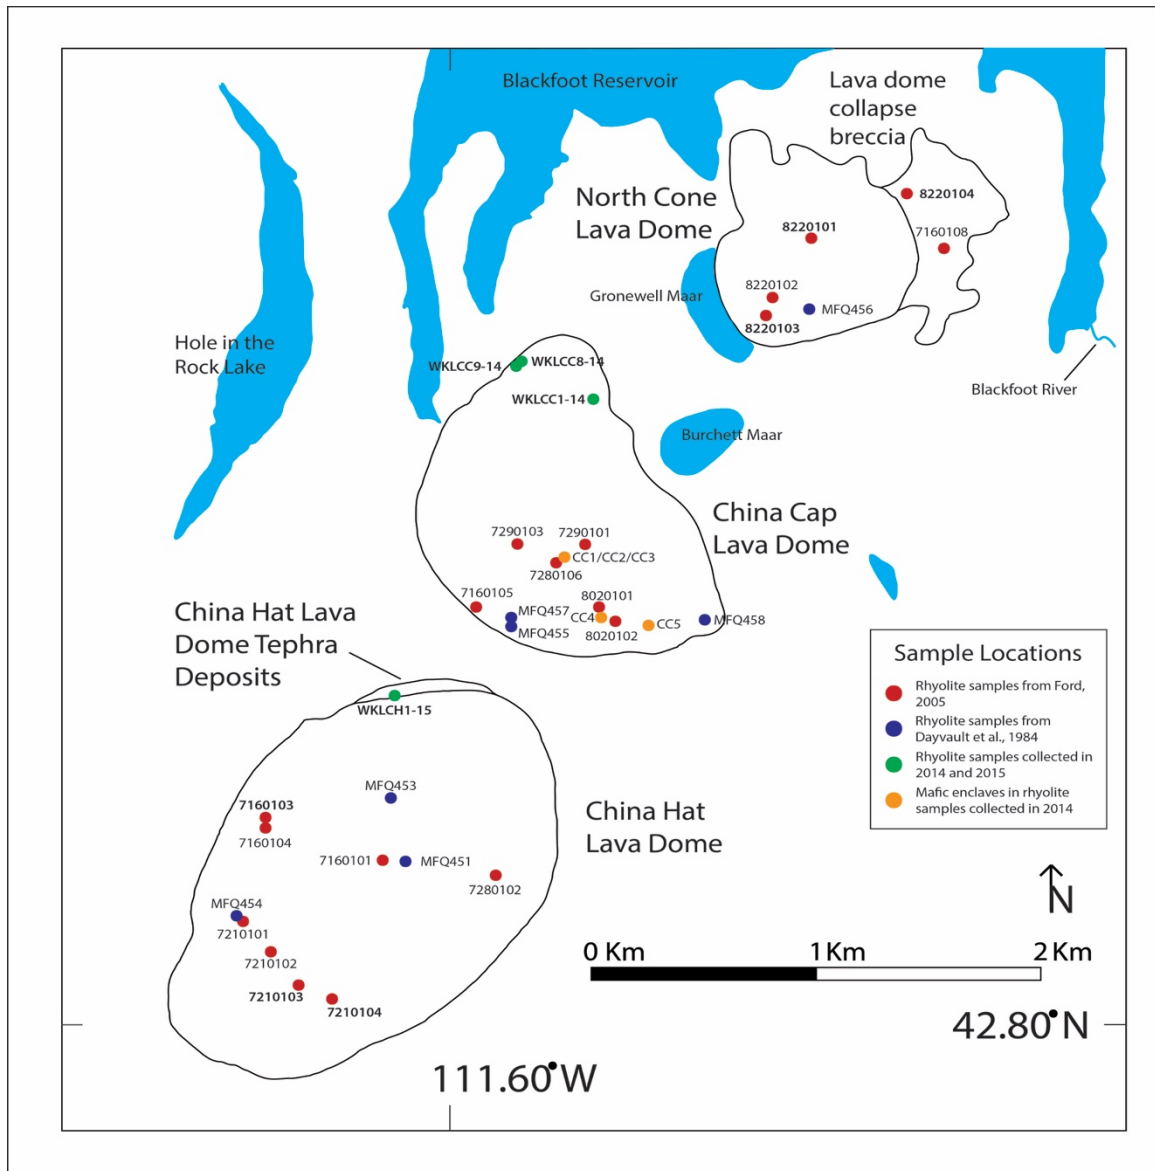 Blackfoot Reservoir
Lava dome
collapse
breccia
North Cone
Lava Dome
8220104
8220101
7160108
8220102
Gronewell Maar
MFQ456
8220103
Hole in the
Rock Lake
WKLCC9-14
WKLCC8-14
WKLCC1-14
Blackfoot River
Burchett Maar
China Cap
Lava Dome
7290103
7290101
CC1/CC2/CC3
7280106
7160105
8020101
MFQ457
CC4
MFQ455
8020102
CC5
MFQ458
China Hat Lava
Dome Tephra
Deposits
WKLCH1-15
Sample Locations
Rhyolite samples from Ford,
2005
Rhyolite samples from
Dayvault et al., 1984
Rhyolite samples collected in
2014 and 2015
Mafic enclaves in rhyolite
samples collected in 2014
MFQ453
China Hat
Lava Dome
7160103
7160104
7160101
MFQ451
7280102
MFQ454
7210101
7210102
7210103
7210104
N
0 Km
1 Km
2 Km
42.80°N
111.60°W